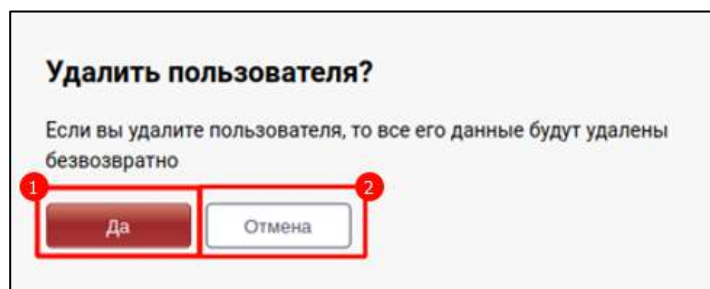 Удалить пользователя?
Если вы удалите пользователя, то все его данные будут удалены
безвозвратно
1
2
Да
Отмена